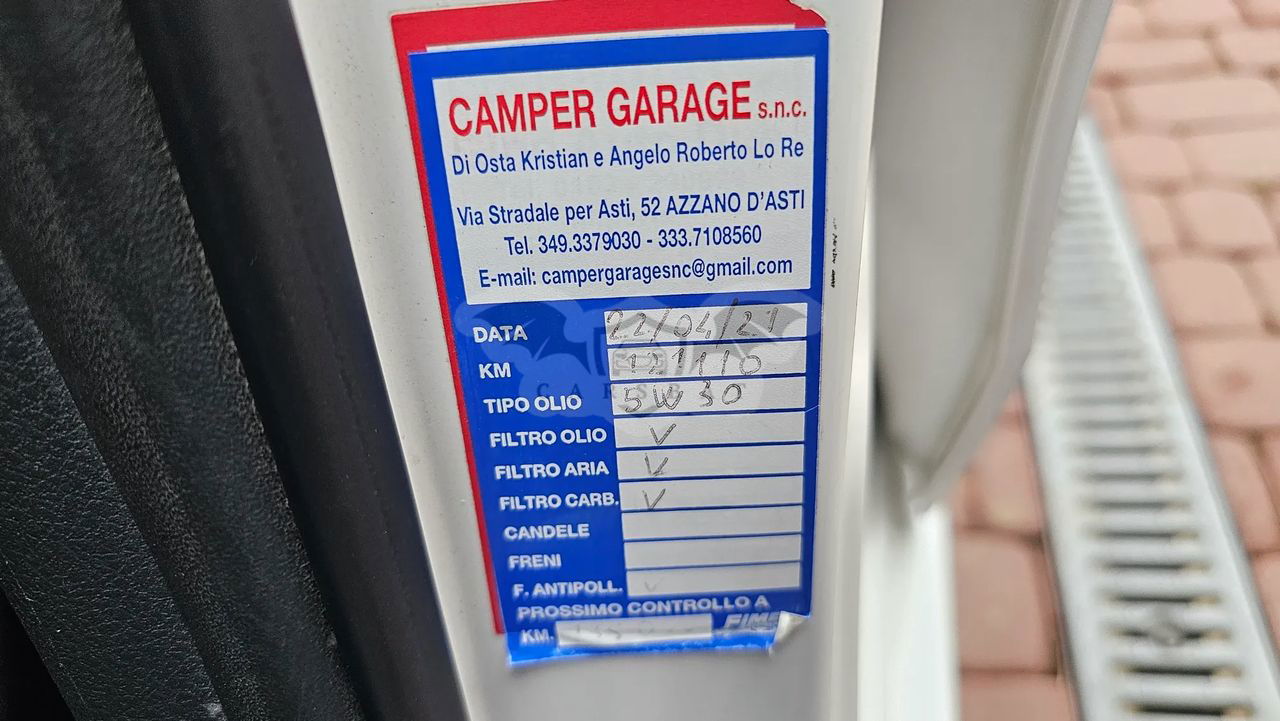 CAMPER GARAGE s.n.c.
Di Osta Kristian e Angelo Roberto Lo Re
Via Stradale per Asti, 52 AZZANO D'ASTI
Tel. 349.3379030 - 333.7108560
E-mail: campergaragesnc@gmail.com
DATA 22/04/21
KM 121110
TIPO OLIO 5W30
FILTRO OLIO V
FILTRO ARIA V
FILTRO CARB. V
CANDELE
FRENI
F. ANTIPOLL. V
PROSSIMO CONTROLLO A
KM.